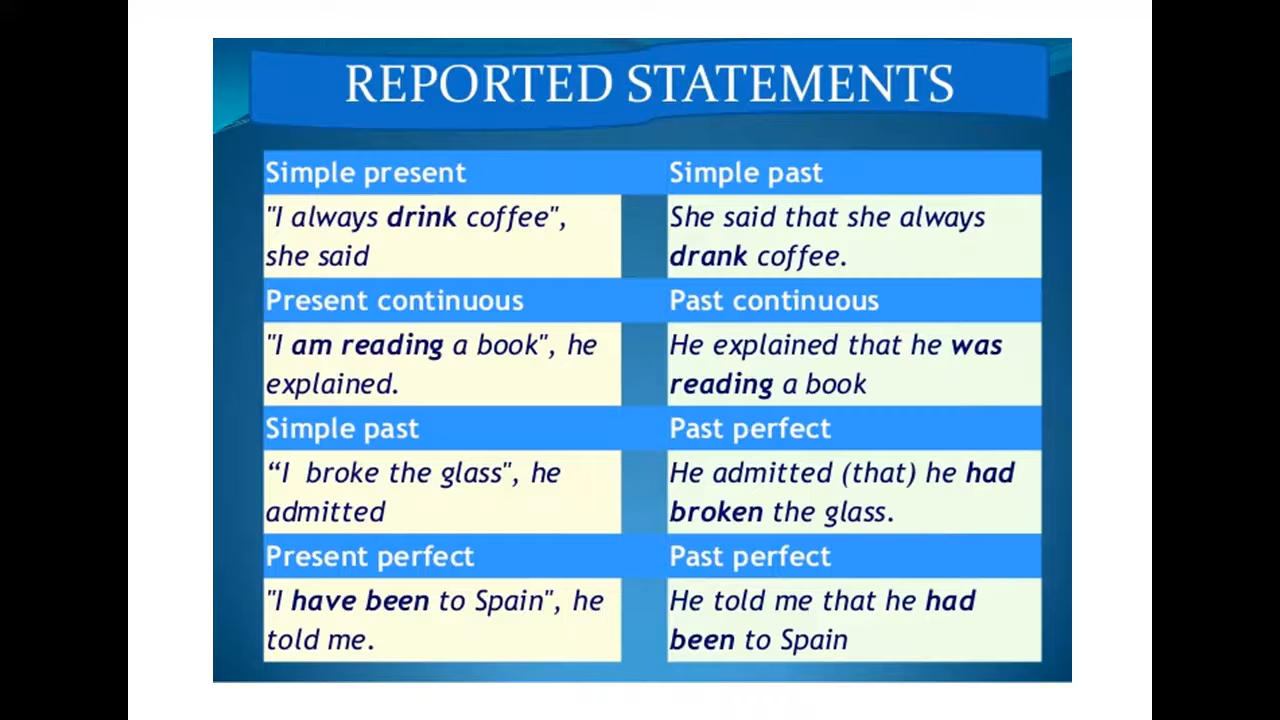 REPORTED STATEMENTS
Simple present
Simple past
"I always drink coffee",
she said
She said that she always
drank coffee.
Present continuous
Past continuous
"I am reading a book", he
explained.
He explained that he was
reading a book
Simple past
Past perfect
“I broke the glass", he
admitted
He admitted (that) he had
broken the glass.
Present perfect
Past perfect
"I have been to Spain", he
told me.
He told me that he had
been to Spain